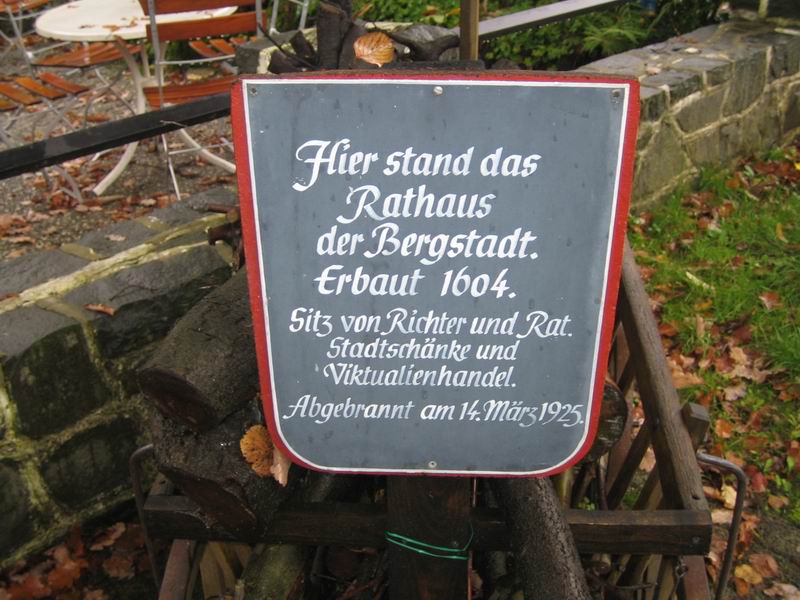 Hier stand das
Rathaus
der Bergstadt.
Erbaut 1604.
Sitz von Richter und Rat.
Stadtschänke und
Viktualienhandel.
Abgebrannt am 14. März 1925.